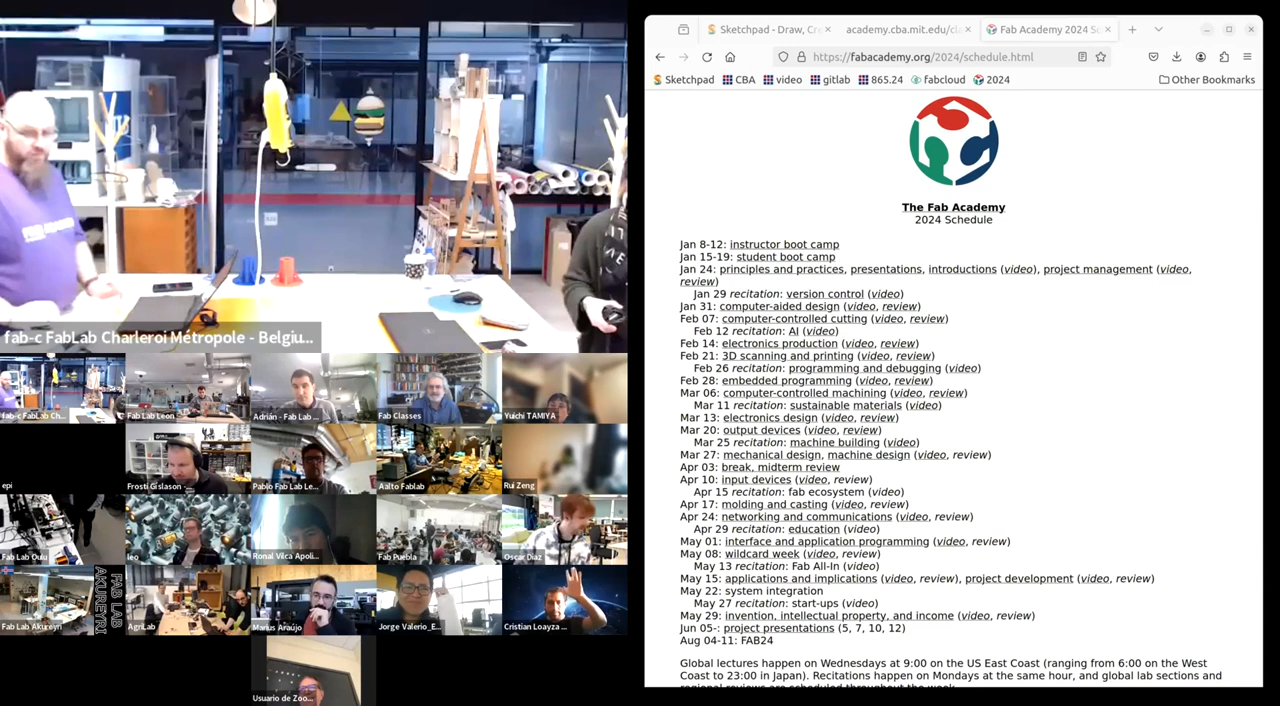 fab-c FabLab Charleroi Métropole - Belgiu...
fab-c FabLab Ch...
Fab Lab Leon
Adrián - Fab Lab ...
Fab Classes
Yuichi TAMIYA
epi
Frosti Gíslason -...
Pablo Fab Lab Le...
Aalto Fablab
Rui Zeng
Fab Lab Oulu
leo
Ronal Vilca Apoli...
Fab Puebla
Oscar Diaz
Fab Lab Akureyri
FAB LAB
AKUREYRI
AgriLab
Marius Araújo
Jorge Valerio_E...
Cristian Loayza ...
Usuario de Zoo...
Sketchpad - Draw, Cre
academy.cba.mit.edu/cl
Fab Academy 2024 Sc
https://fabacademy.org/2024/schedule.html
Sketchpad CBA video gitlab 865.24 fabcloud 2024 Other Bookmarks
The Fab Academy
2024 Schedule
Jan 8-12: instructor boot camp
Jan 15-19: student boot camp
Jan 24: principles and practices, presentations, introductions (video), project management (video,
review)
Jan 29 recitation: version control (video)
Jan 31: computer-aided design (video, review)
Feb 07: computer-controlled cutting (video, review)
Feb 12 recitation: AI (video)
Feb 14: electronics production (video, review)
Feb 21: 3D scanning and printing (video, review)
Feb 26 recitation: programming and debugging (video)
Feb 28: embedded programming (video, review)
Mar 06: computer-controlled machining (video, review)
Mar 11 recitation: sustainable materials (video)
Mar 13: electronics design (video, review)
Mar 20: output devices (video, review)
Mar 25 recitation: machine building (video)
Mar 27: mechanical design, machine design (video, review)
Apr 03: break, midterm review
Apr 10: input devices (video, review)
Apr 15 recitation: fab ecosystem (video)
Apr 17: molding and casting (video, review)
Apr 24: networking and communications (video, review)
Apr 29 recitation: education (video)
May 01: interface and application programming (video, review)
May 08: wildcard week (video, review)
May 13 recitation: Fab All-In (video)
May 15: applications and implications (video, review), project development (video, review)
May 22: system integration
May 27 recitation: start-ups (video)
May 29: invention, intellectual property, and income (video, review)
Jun 05-: project presentations (5, 7, 10, 12)
Aug 04-11: FAB24
Global lectures happen on Wednesdays at 9:00 on the US East Coast (ranging from 6:00 on the West
Coast to 23:00 in Japan). Recitations happen on Mondays at the same hour, and global lab sections and
regional reviews are scheduled throughout the week